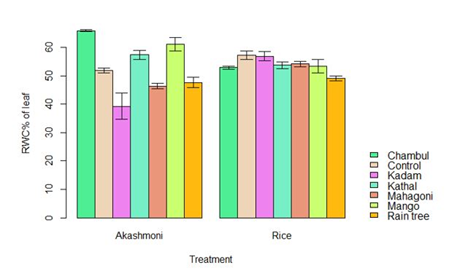 RWC% of leaf
60
50
40
30
20
10
0
Akashmoni
Rice
Treatment
Chambul
Control
Kadam
Kathal
Mahagoni
Mango
Rain tree